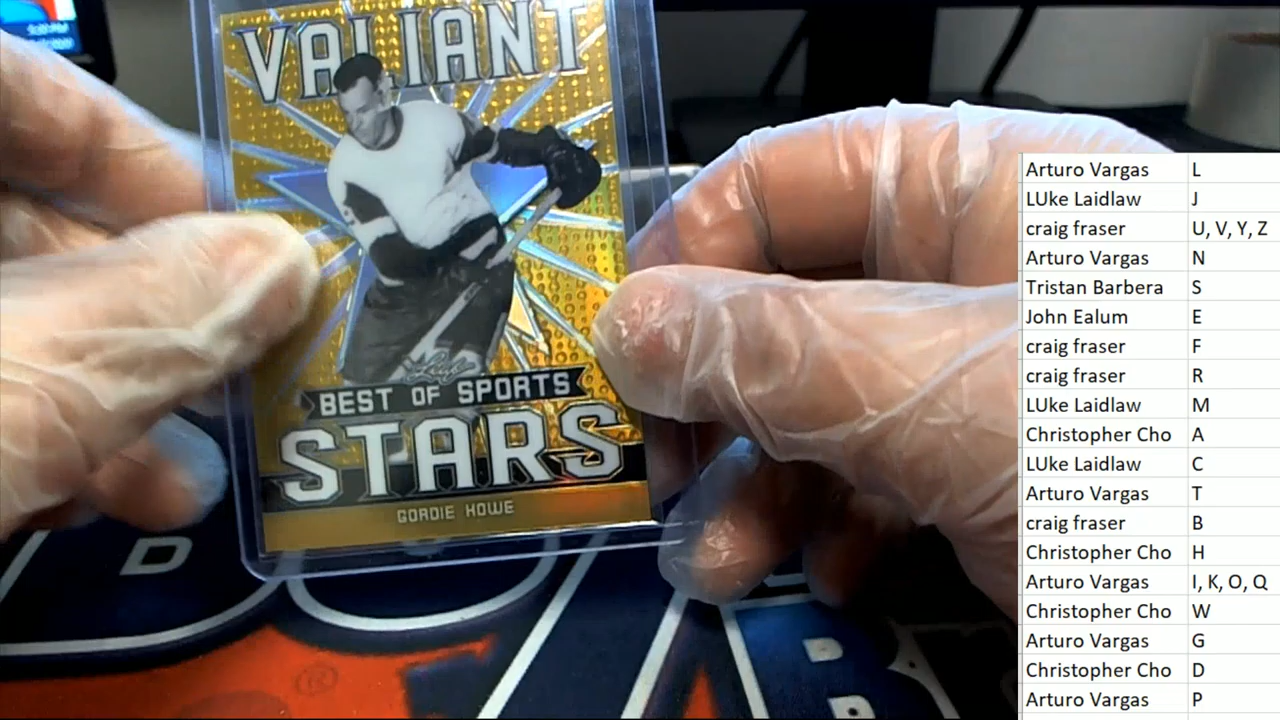 VALIANT
Leaf
BEST OF SPORTS
STARS
GORDIE HOWE
D
®
Arturo Vargas L
LUke Laidlaw J
craig fraser U, V, Y, Z
Arturo Vargas N
Tristan Barbera S
John Ealum E
craig fraser F
craig fraser R
LUke Laidlaw M
Christopher Cho A
LUke Laidlaw C
Arturo Vargas T
craig fraser B
Christopher Cho H
Arturo Vargas I, K, O, Q
Christopher Cho W
Arturo Vargas G
Christopher Cho D
Arturo Vargas P